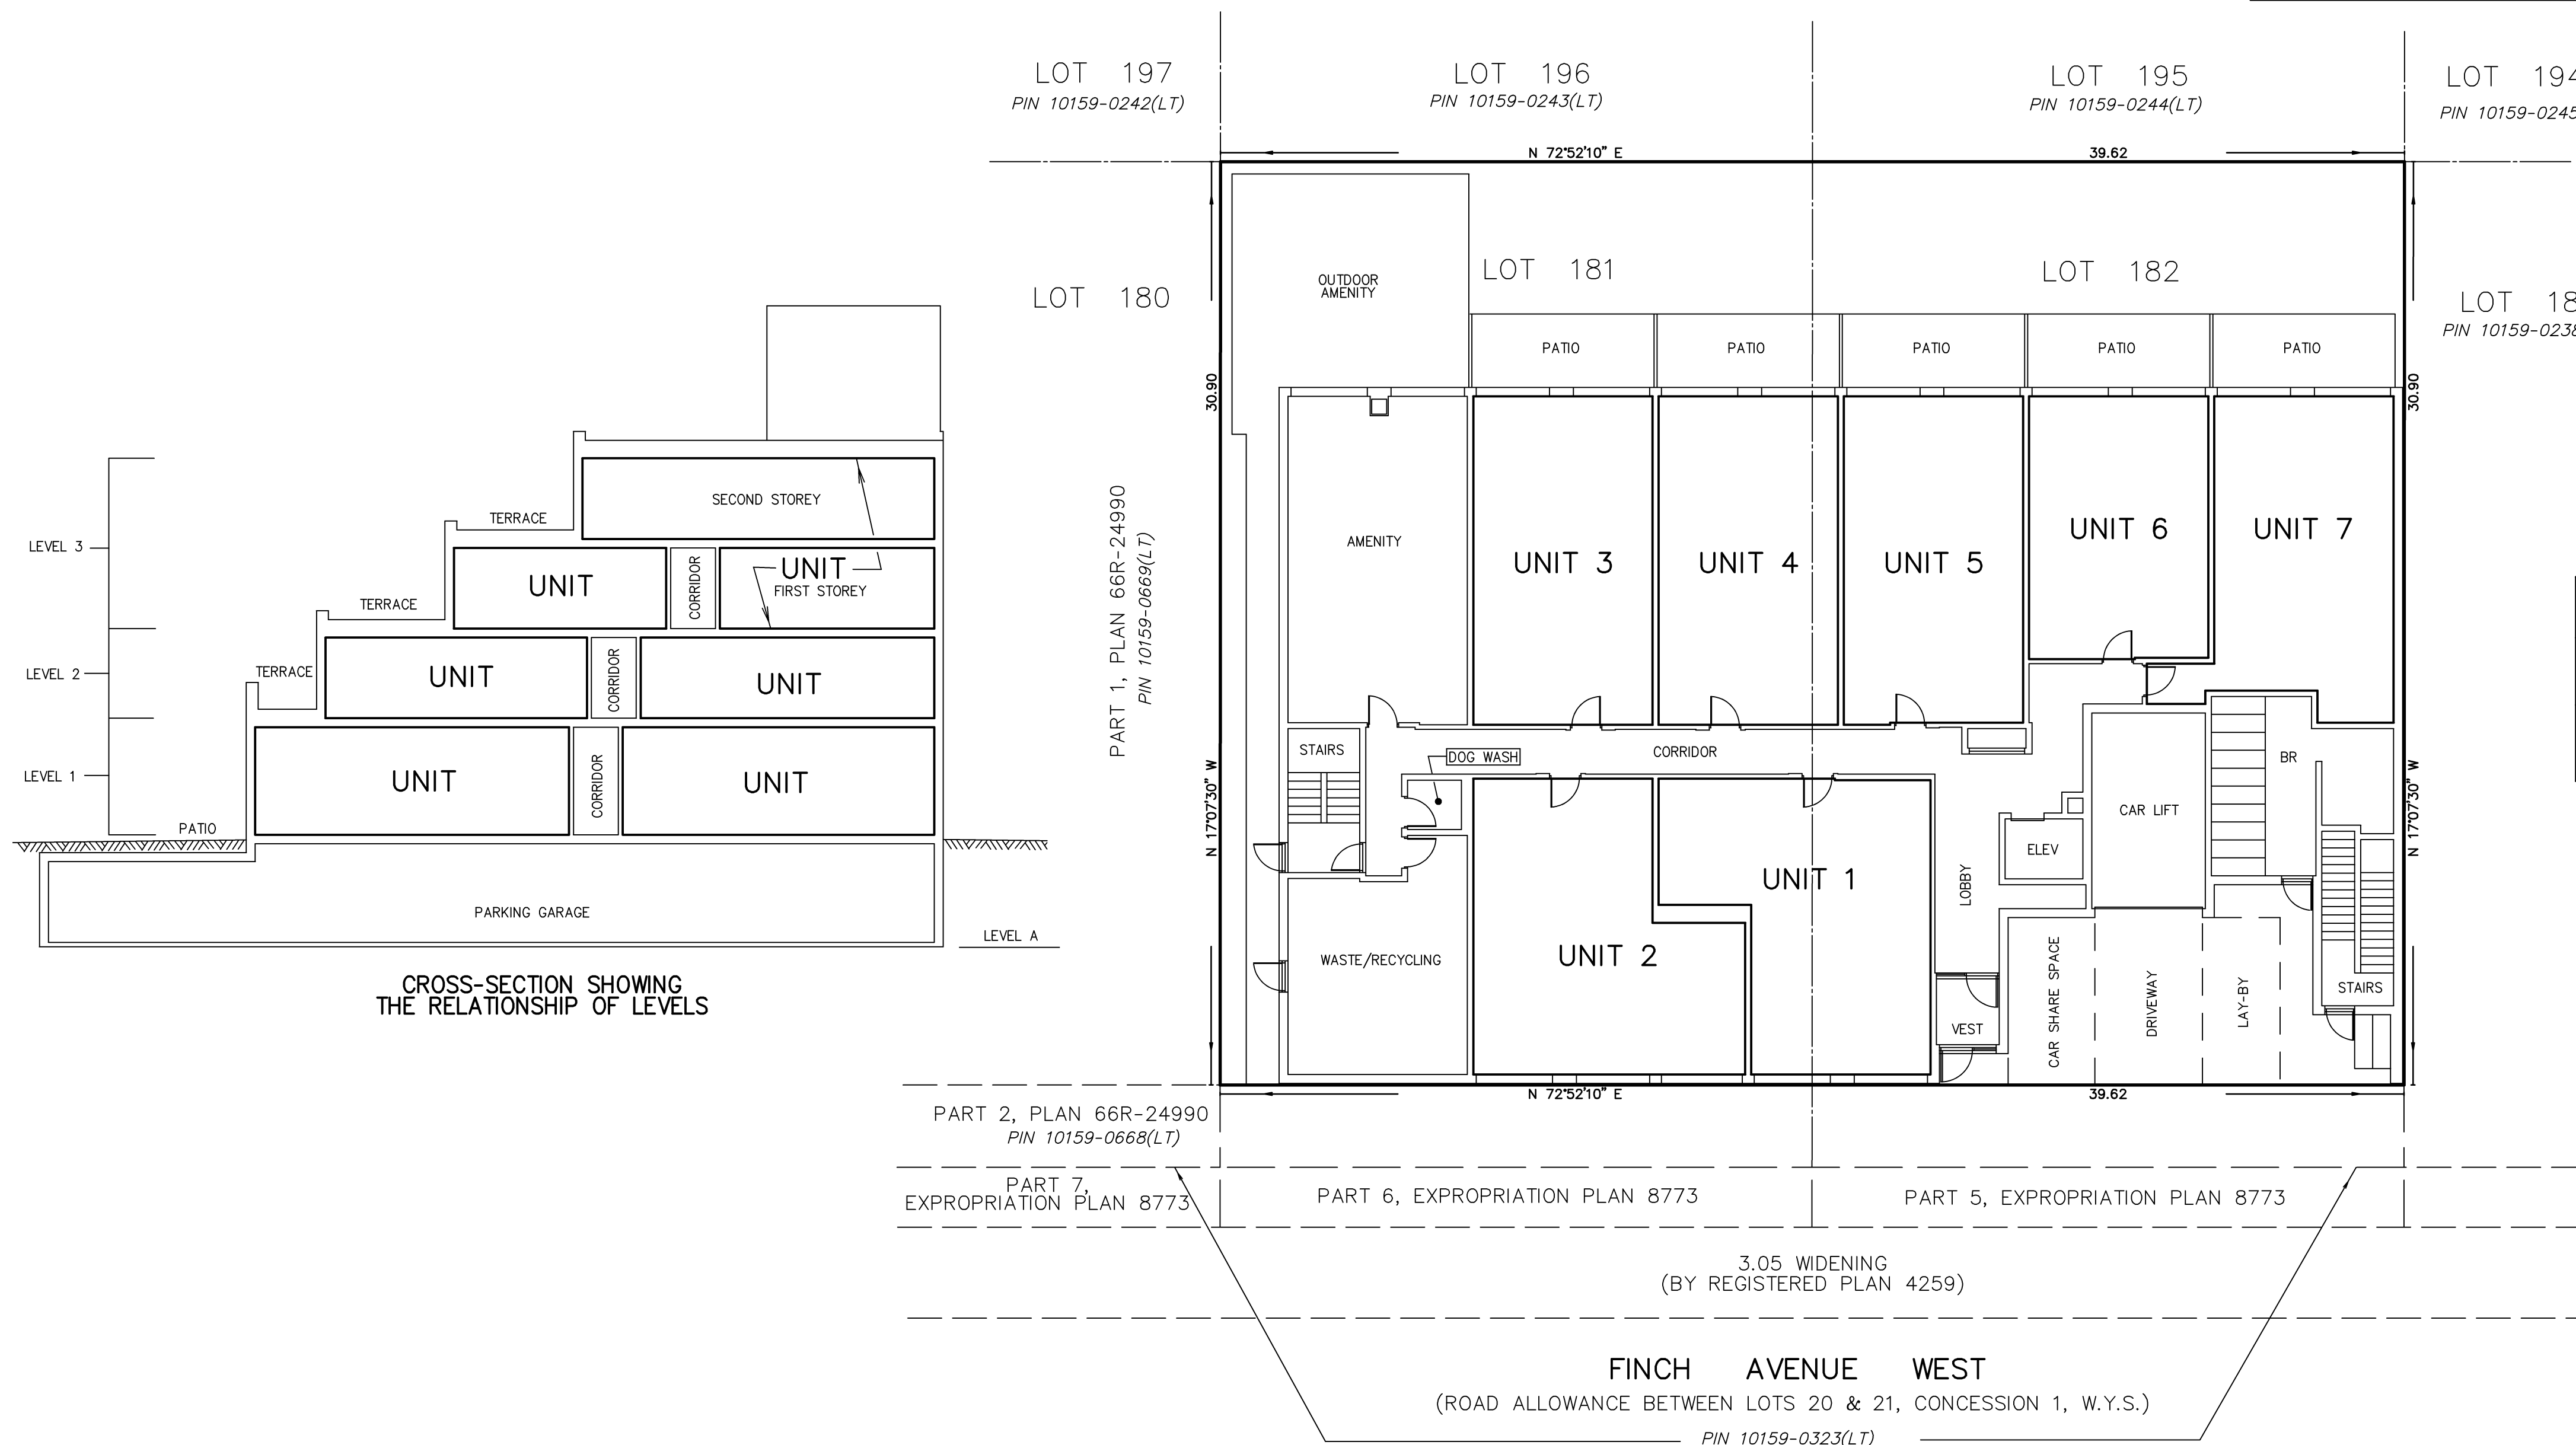 LOT 197
PIN 10159-0242(LT)
LOT 196
PIN 10159-0243(LT)
LOT 195
PIN 10159-0244(LT)
LOT 194
PIN 10159-0245
N 72°52'10" E
39.62
LOT 180
OUTDOOR
AMENITY
LOT 181
LOT 182
LOT 18
PIN 10159-0238
PATIO
PATIO
PATIO
PATIO
PATIO
30.90
30.90
PART 1, PLAN 66R-24990
PIN 10159-0669(LT)
N 17°07'30" W
N 17°07'30" W
AMENITY
UNIT 3
UNIT 4
UNIT 5
UNIT 6
UNIT 7
STAIRS
DOG WASH
CORRIDOR
BR
CAR LIFT
ELEV
LOBBY
UNIT 1
UNIT 2
WASTE/RECYCLING
VEST
CAR SHARE SPACE
DRIVEWAY
LAY-BY
STAIRS
N 72°52'10" E
39.62
LEVEL 3
LEVEL 2
LEVEL 1
SECOND STOREY
TERRACE
UNIT
CORRIDOR
UNIT
FIRST STOREY
TERRACE
TERRACE
UNIT
CORRIDOR
UNIT
UNIT
CORRIDOR
UNIT
PATIO
PARKING GARAGE
LEVEL A
CROSS-SECTION SHOWING
THE RELATIONSHIP OF LEVELS
PART 2, PLAN 66R-24990
PIN 10159-0668(LT)
PART 7,
EXPROPRIATION PLAN 8773
PART 6, EXPROPRIATION PLAN 8773
PART 5, EXPROPRIATION PLAN 8773
3.05 WIDENING
(BY REGISTERED PLAN 4259)
FINCH AVENUE WEST
(ROAD ALLOWANCE BETWEEN LOTS 20 & 21, CONCESSION 1, W.Y.S.)
PIN 10159-0323(LT)